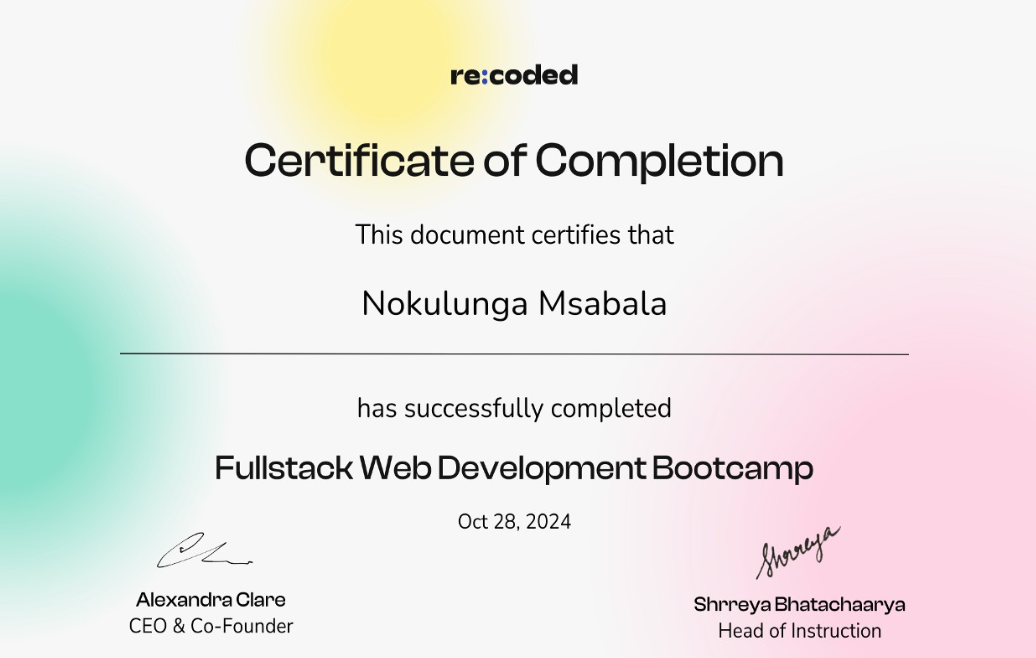 re:coded
Certificate of Completion
This document certifies that
Nokulunga Msabala
has successfully completed
Fullstack Web Development Bootcamp
Oct 28, 2024
Shrreya
Alexandra Clare
CEO & Co-Founder
Shrreya Bhatachaarya
Head of Instruction